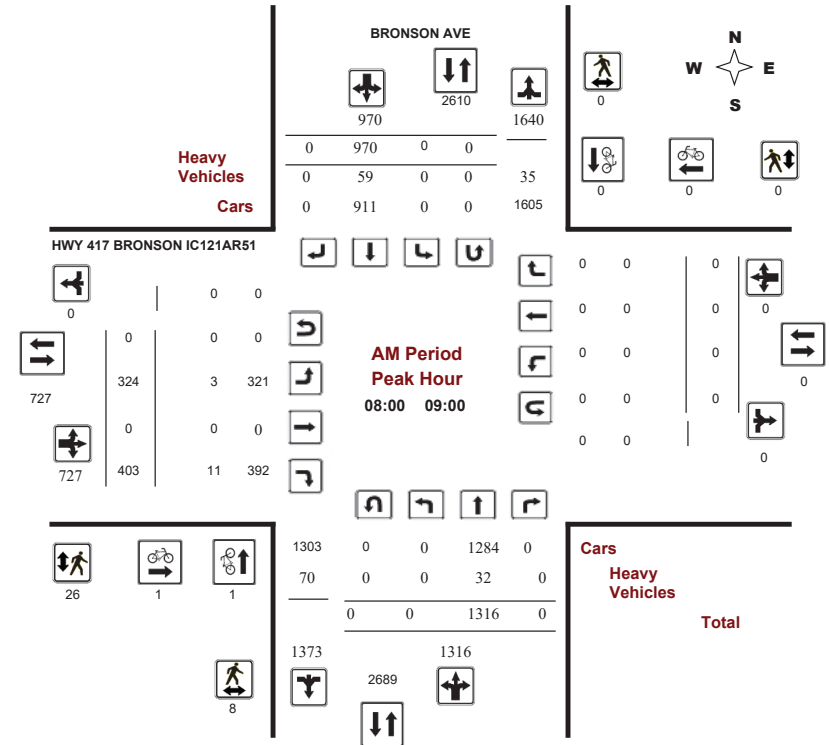 BRONSON AVE
N
W E
S
2610
0
970 1640
0 970 0 0
Heavy
Vehicles
0 59 0 0 35
Cars
0 911 0 0 1605
0 0 0
HWY 417 BRONSON IC121AR51
0
0 0
0 0 0
0
0 0 0
0 0 0
727
324 3 321
0 0 0
0
AM Period
Peak Hour
08:00 09:00
0 0 0
0 0 0
727
403 11 392
0 0
0
1303 0 0 1284 0
Cars
70 0 0 32 0
Heavy
Vehicles
26 1 1
0 0 1316 0
Total
1373 1316
2689
8